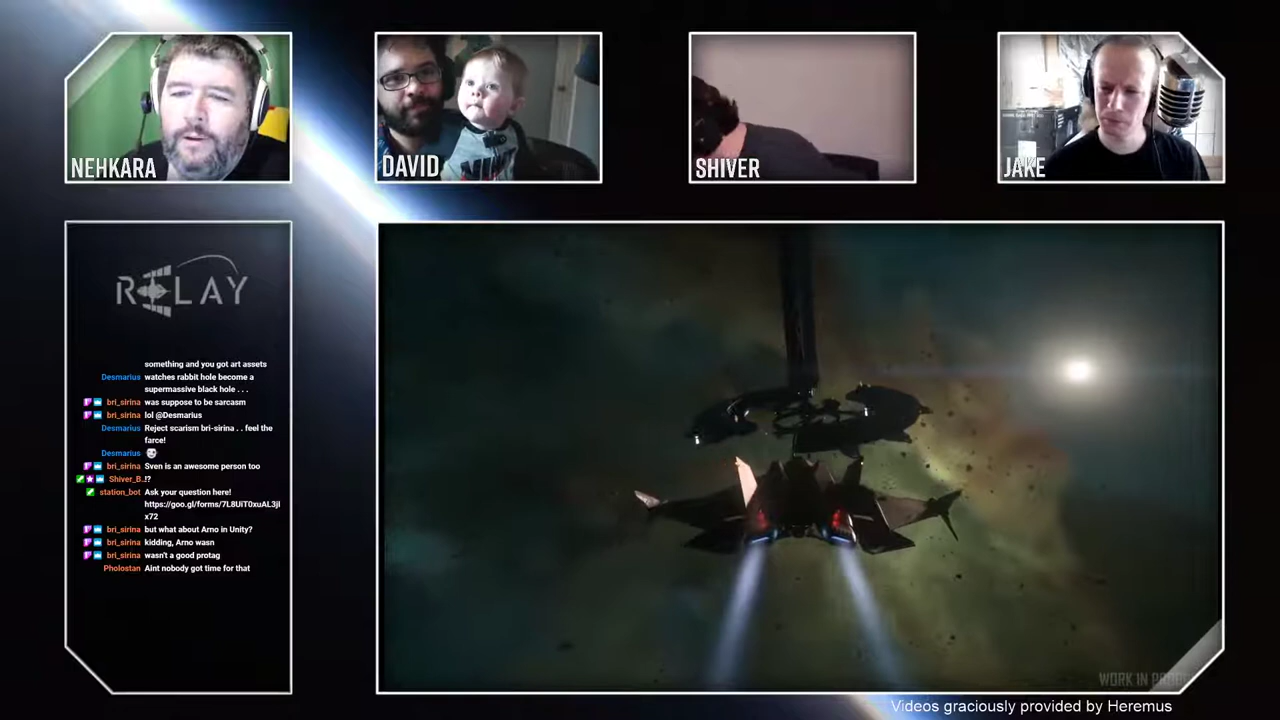 NEHKARA
DAVID
SHIVER
JAKE
RELAY
something and you got art assets
Desmarius watches rabbit hole become a
supermassive black hole . . .
bri_sirina was suppose to be sarcasm
bri_sirina lol @Desmarius
Desmarius Reject scarism bri-sirina . . feel the
farce!
Desmarius
bri_sirina Sven is an awesome person too
Shiver_B. !?
station_bot Ask your question here!
https://goo.gl/forms/7L8UiT0xuAL3jl
x72
bri_sirina but what about Arno in Unity?
bri_sirina kidding, Arno wasn
bri_sirina wasn't a good protag
Pholostan Aint nobody got time for that
WORK IN PROGRESS
Videos graciously provided by Heremus